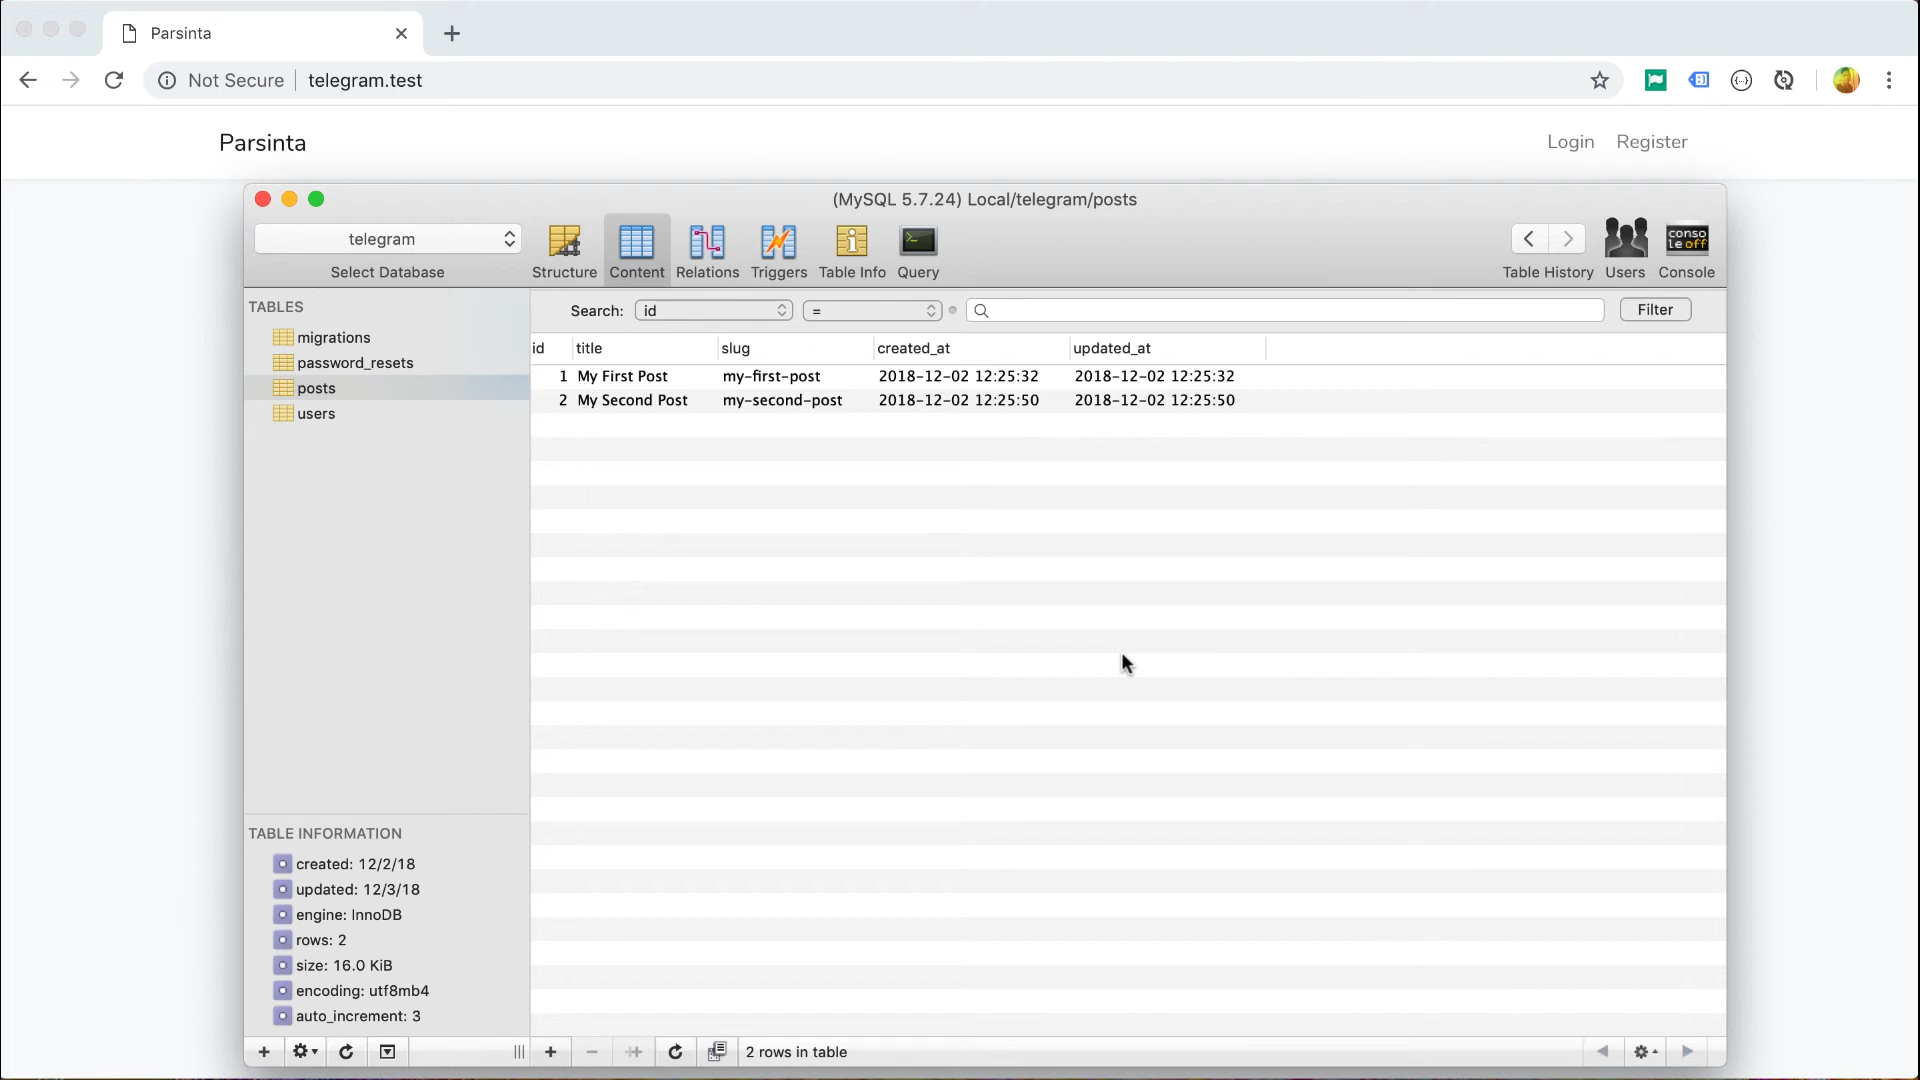 Parsinta
Not Secure telegram.test
Parsinta
Login Register
(MySQL 5.7.24) Local/telegram/posts
telegram
Select Database
Structure Content Relations Triggers Table Info Query
conso
le off
Table History Users Console
TABLES
migrations
password_resets
posts
users
Search: id = Filter
id title slug created_at updated_at
1 My First Post my-first-post 2018-12-02 12:25:32 2018-12-02 12:25:32
2 My Second Post my-second-post 2018-12-02 12:25:50 2018-12-02 12:25:50
TABLE INFORMATION
created: 12/2/18
updated: 12/3/18
engine: InnoDB
rows: 2
size: 16.0 KiB
encoding: utf8mb4
auto_increment: 3
2 rows in table